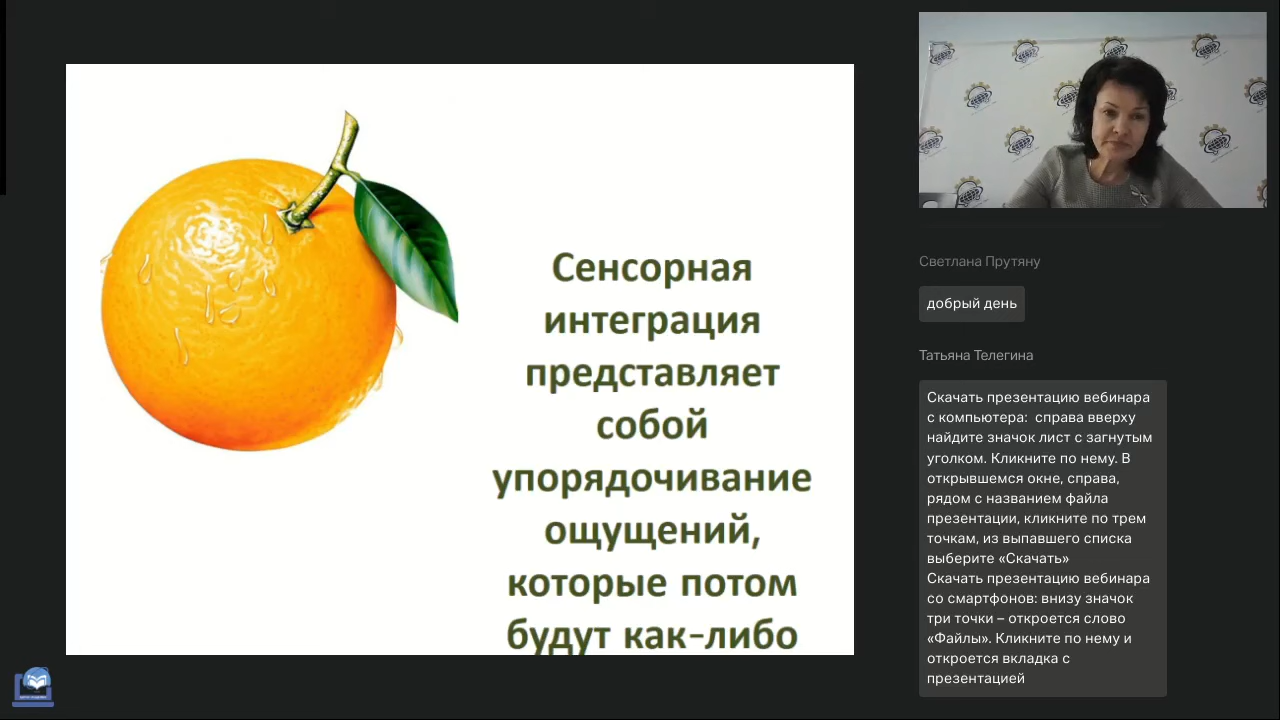 Сенсорная
интеграция
представляет
собой
упорядочивание
ощущений,
которые потом
будут как-либо
Светлана Прутяну
добрый день
Татьяна Телегина
Скачать презентацию вебинара
с компьютера:  справа вверху
найдите значок лист с загнутым
уголком. Кликните по нему. В
открывшемся окне, справа,
рядом с названием файла
презентации, кликните по трем
точкам, из выпавшего списка
выберите «Скачать»
Скачать презентацию вебинара
со смартфонов: внизу значок
три точки – откроется слово
«Файлы». Кликните по нему и
откроется вкладка с
презентацией